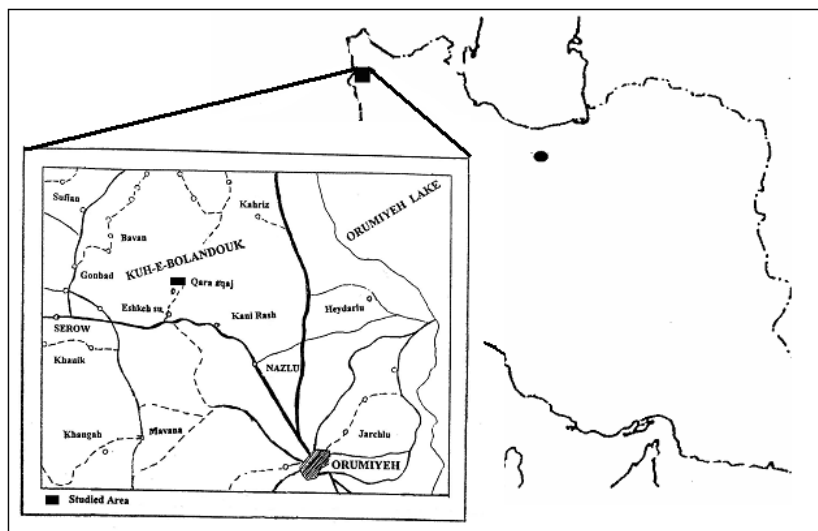 Sufian
Kahriz
ORUMIYEH LAKE
Bavan
KUH-E-BOLANDOUK
Gonbad
Qara
Eshkeh su
Kani Rash
Heydarlu
SEROW
Khanik
NAZLU
Khangah
Mavana
Jarchlu
ORUMIYEH
Studied Area